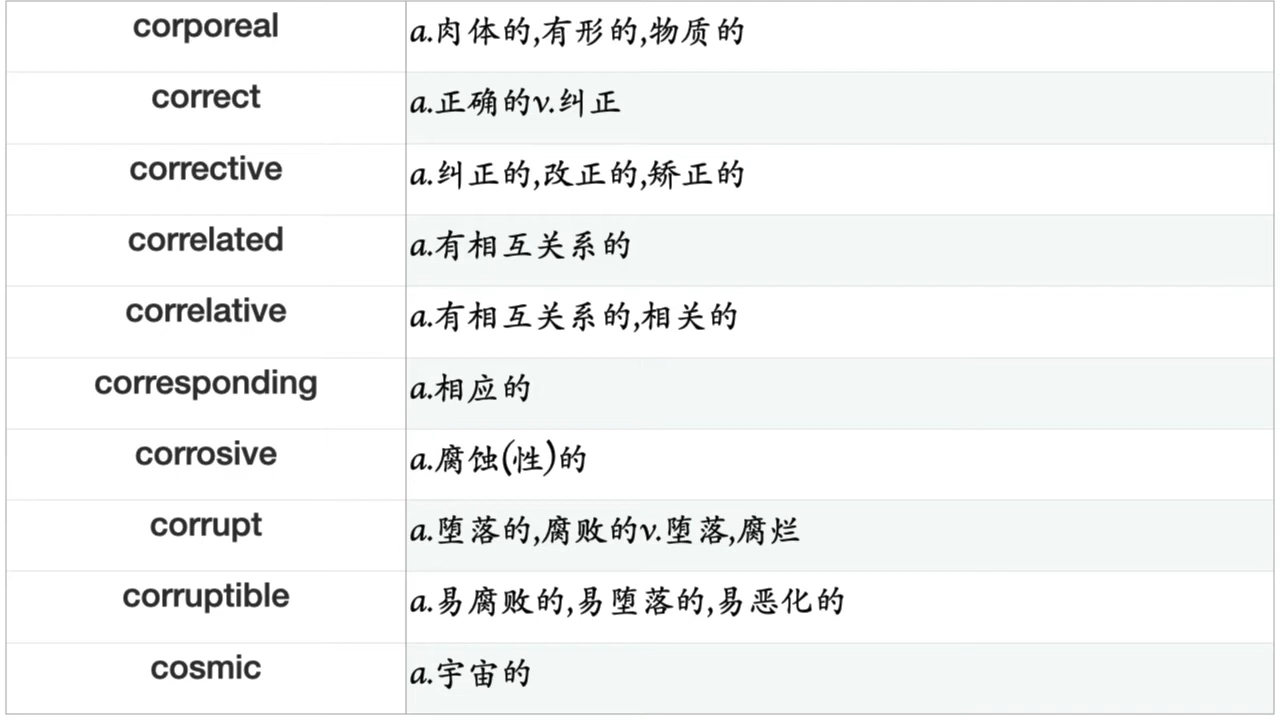 corporeal a.肉体的,有形的,物质的
correct a.正确的v.纠正
corrective a.纠正的,改正的,矫正的
correlated a.有相互关系的
correlative a.有相互关系的,相关的
corresponding a.相应的
corrosive a.腐蚀(性)的
corrupt a.堕落的,腐败的v.堕落,腐烂
corruptible a.易腐败的,易堕落的,易恶化的
cosmic a.宇宙的